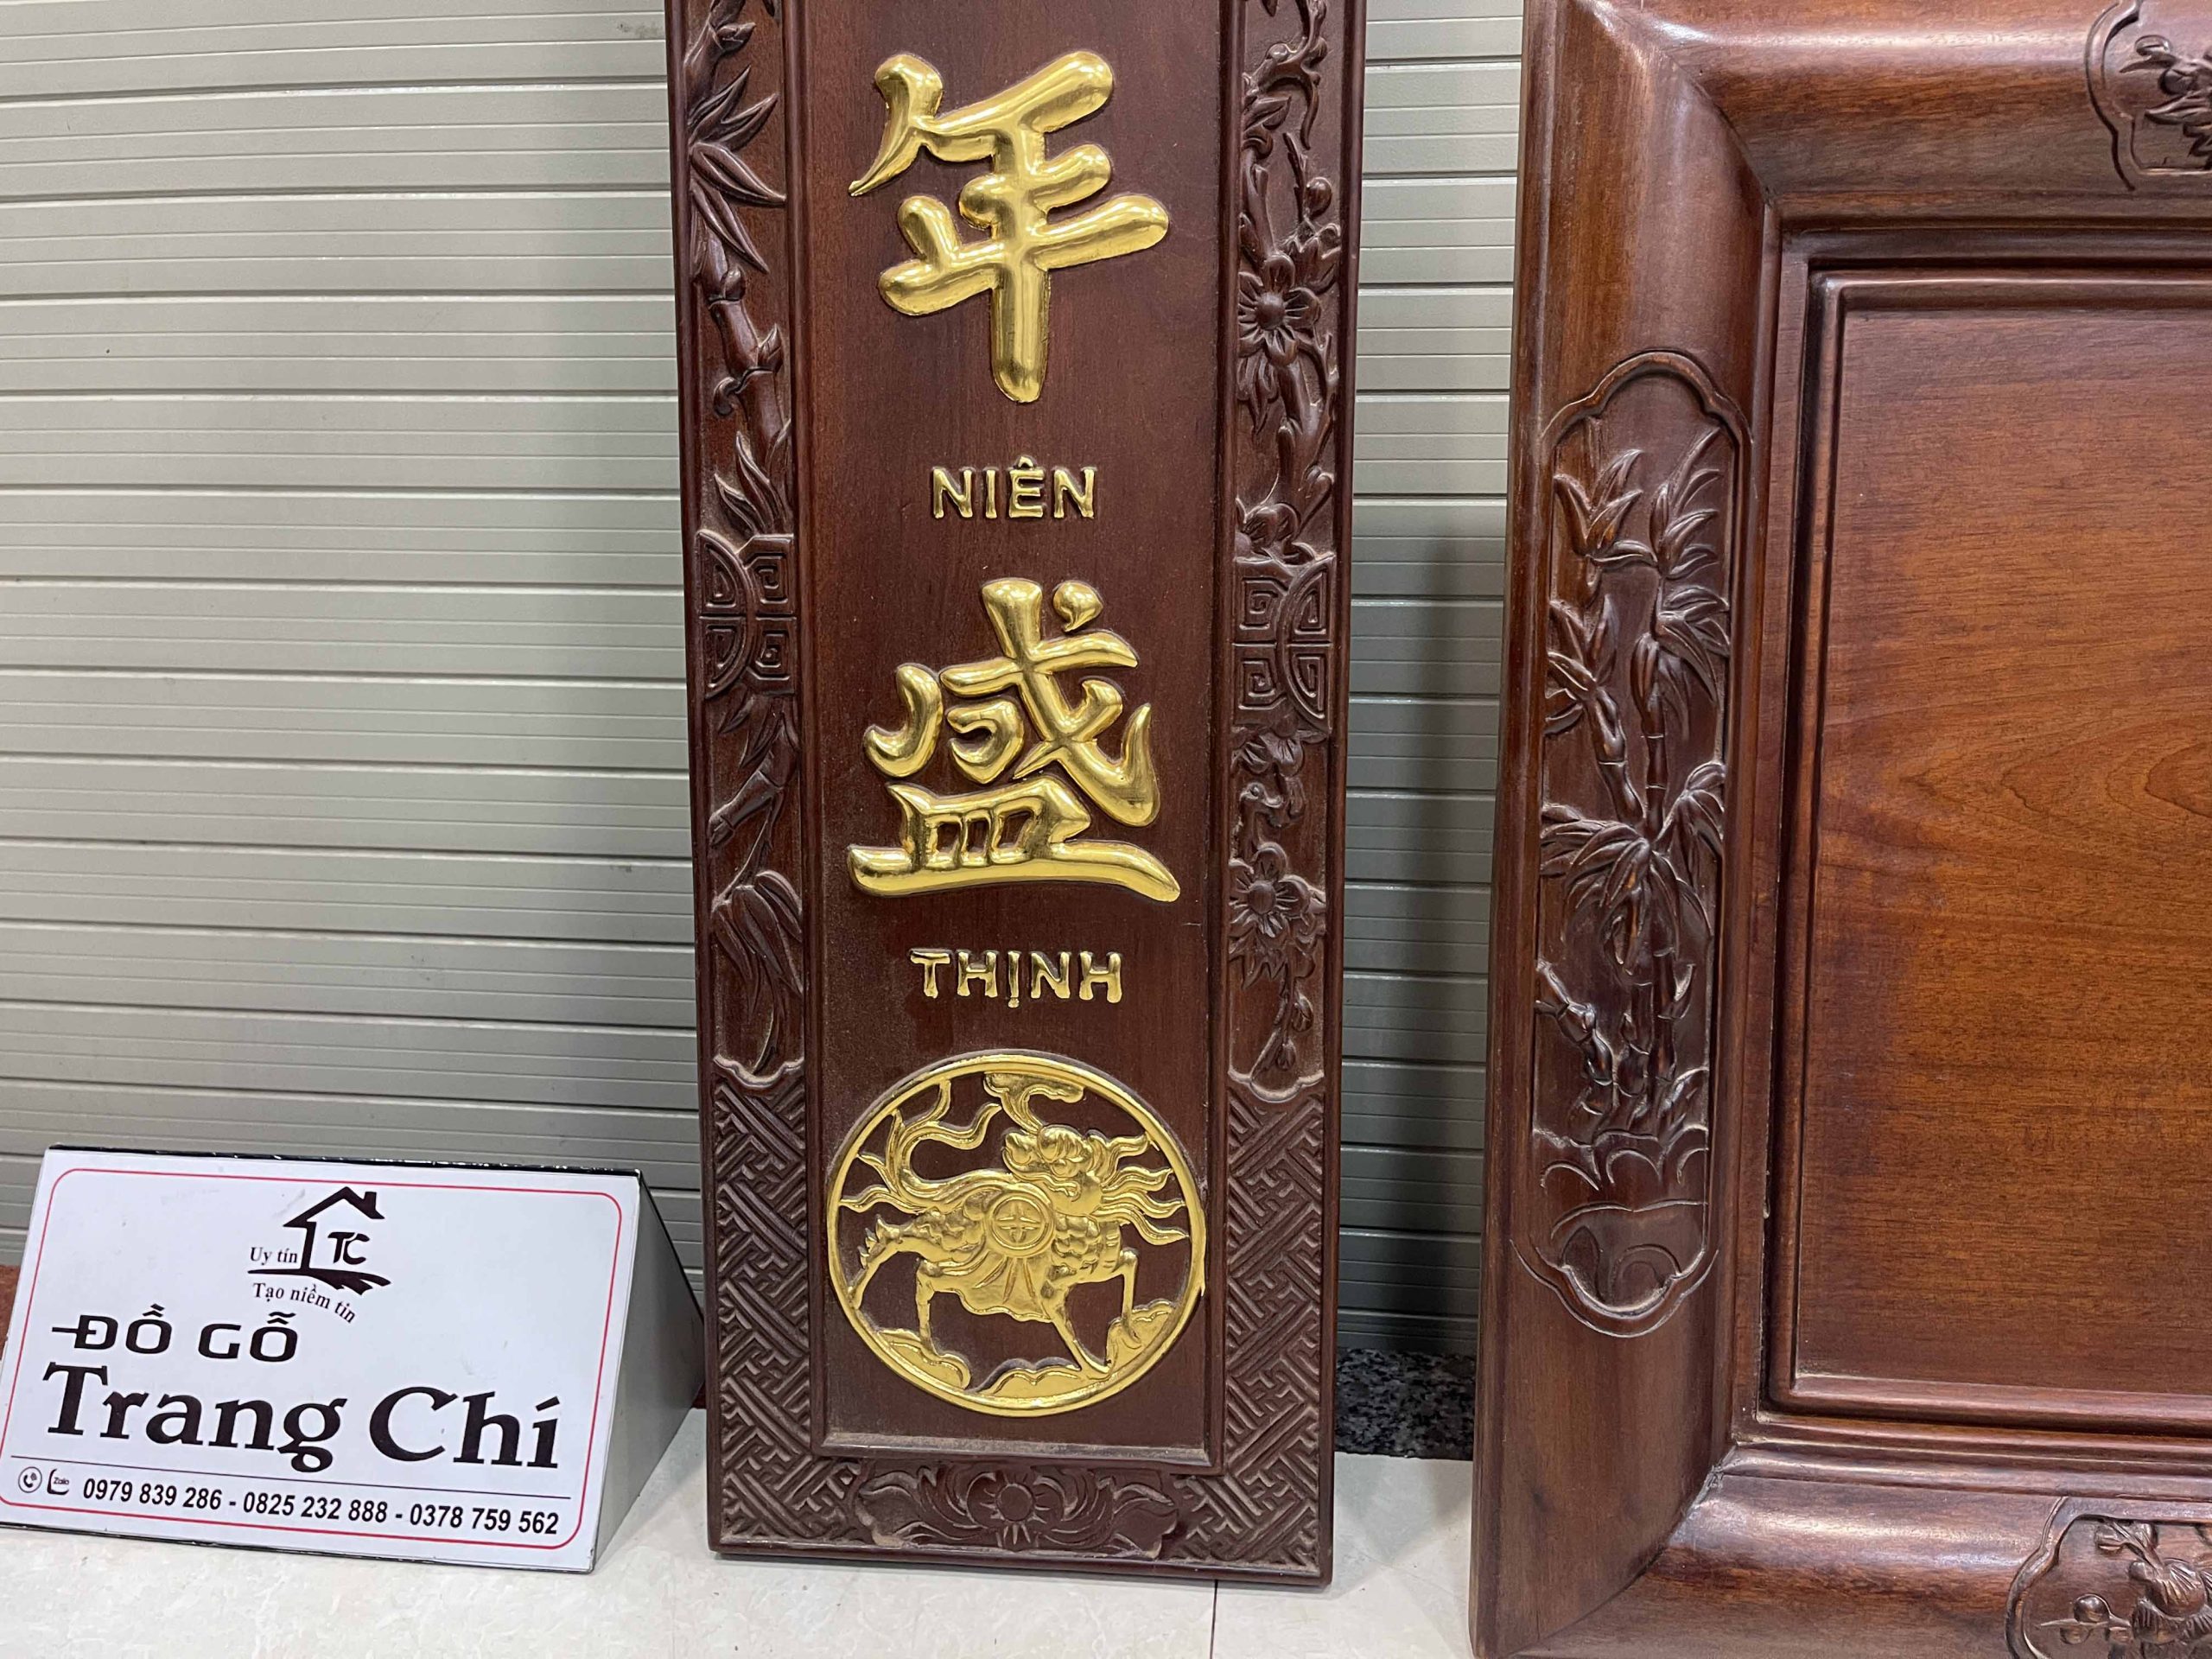 年
NIÊN
盛
THỊNH
Uy tín TC
Tạo niềm tin
ĐỒ GỖ
Trang Chí
Zalo 0979 839 286 - 0825 232 888 - 0378 759 562